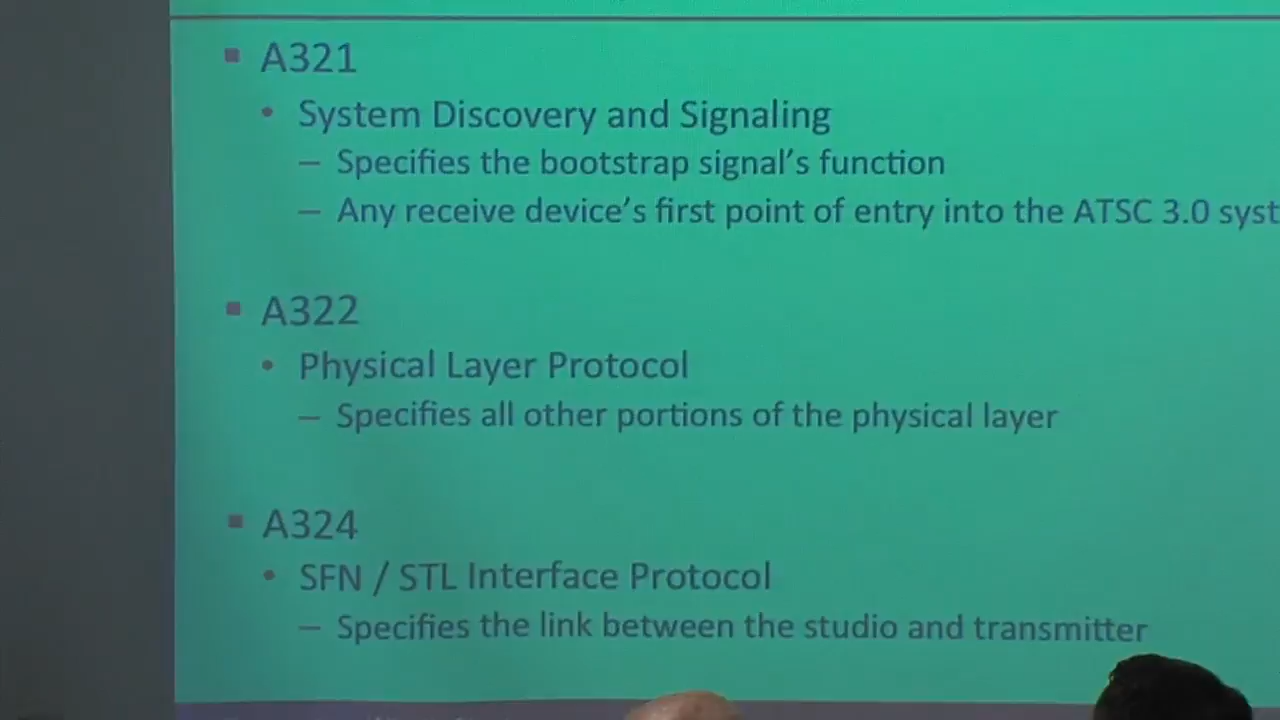 ▪ A321
• System Discovery and Signaling
– Specifies the bootstrap signal's function
– Any receive device's first point of entry into the ATSC 3.0 syst
▪ A322
• Physical Layer Protocol
– Specifies all other portions of the physical layer
▪ A324
• SFN / STL Interface Protocol
– Specifies the link between the studio and transmitter